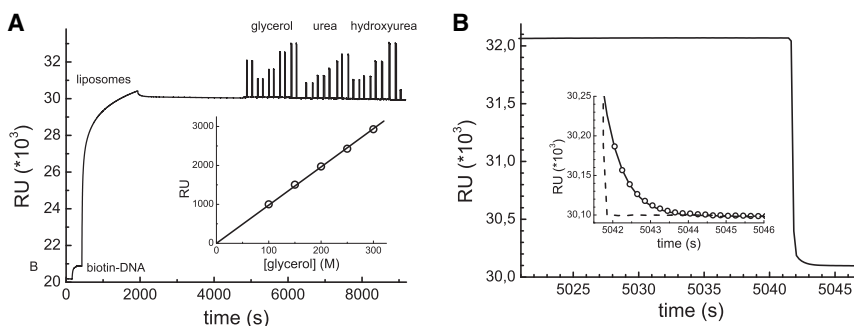 A
B
glycerol urea hydroxyurea
liposomes
RU (*10³)
32
30
28
26
24
22
20
B
biotin-DNA
0 2000 4000 6000 8000
time (s)
RU
3000
2000
1000
0
0 100 200 300
[glycerol] (M)
RU (*10³)
32,0
31,5
31,0
30,5
30,0
5025 5030 5035 5040 5045
time (s)
RU (*10³)
30,25
30,20
30,15
30,10
5042 5043 5044 5045 5046
time (s)